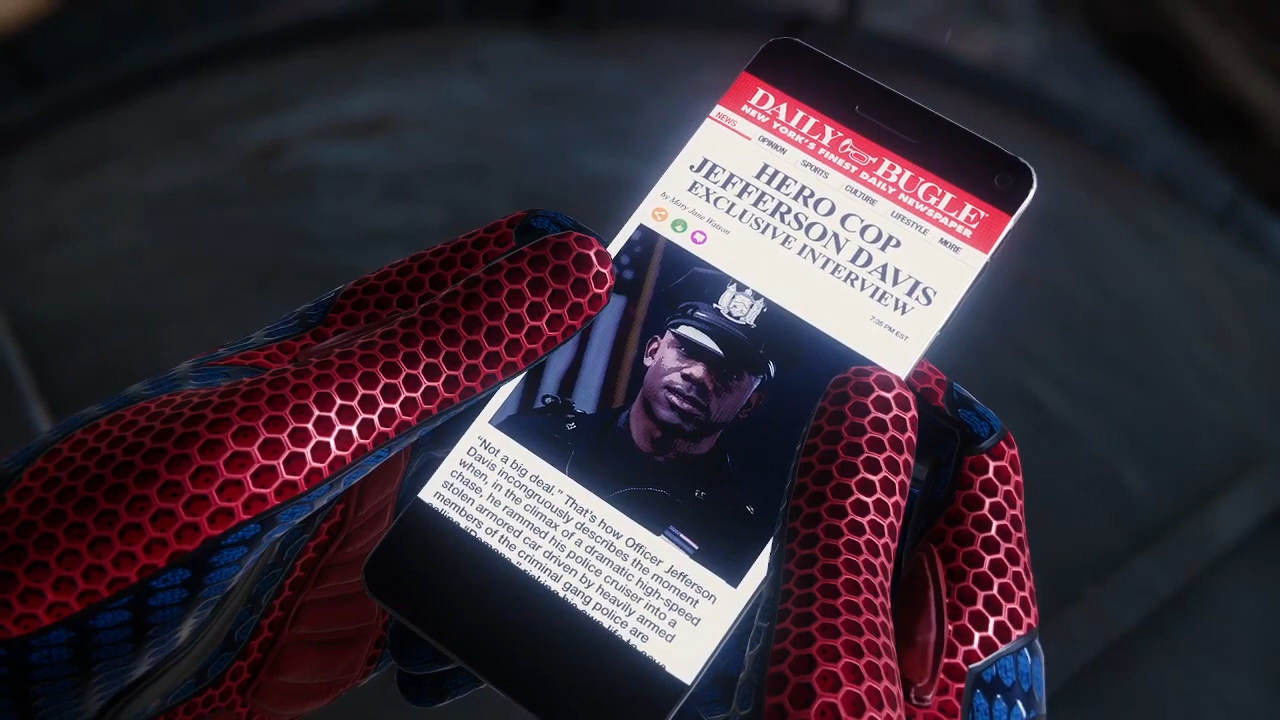 DAILY BUGLE
NEW YORK'S FINEST DAILY NEWSPAPER
NEWS OPINION SPORTS CULTURE LIFESTYLE MORE
HERO COP
JEFFERSON DAVIS
EXCLUSIVE INTERVIEW
by Mary Jane Watson
7:35 PM EST
"Not a big deal." That's how Officer Jefferson
Davis incongruously describes the moment
when, in the climax of a dramatic high-speed
chase, he rammed his police cruiser into a
stolen armored car driven by heavily armed
members of the criminal gang police are